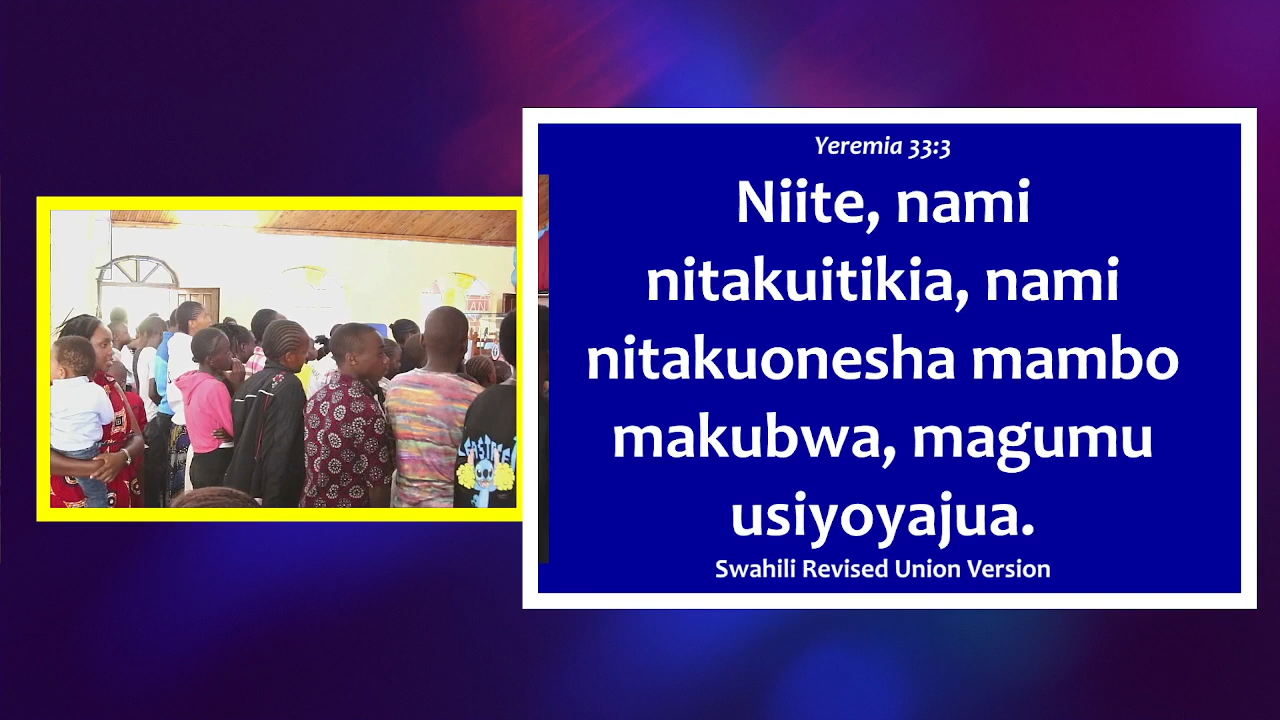 Yeremia 33:3
Niite, nami
nitakuitikia, nami
nitakuonesha mambo
makubwa, magumu
usiyoyajua.
Swahili Revised Union Version